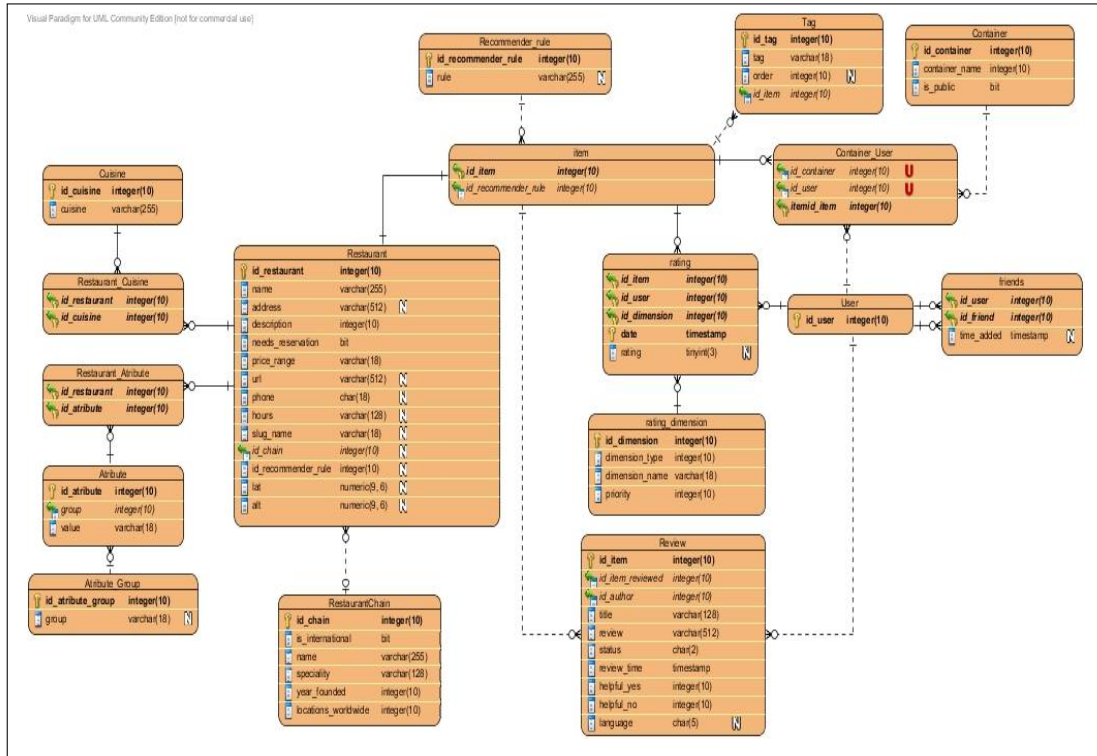 Visual Paradigm for UML Community Edition [not for commercial use]
Recommender_rule
id_recommender_rule integer(10)
rule varchar(255) N
Tag
id_tag integer(10)
tag varchar(18)
order integer(10) N
id_item integer(10)
Container
id_container integer(10)
container_name integer(10)
is_public bit
item
id_item integer(10)
id_recommender_rule integer(10)
Container_User
id_container integer(10) U
id_user integer(10) U
itemid_item integer(10)
Cuisine
id_cuisine integer(10)
cuisine varchar(255)
Restaurant_Cuisine
id_restaurant integer(10)
id_cuisine integer(10)
Restaurant_Atribute
id_restaurant integer(10)
id_atribute integer(10)
Atribute
id_atribute integer(10)
group integer(10)
value varchar(18)
Atribute_Group
id_atribute_group integer(10)
group varchar(18) N
Restaurant
id_restaurant integer(10)
name varchar(255)
address varchar(512) N
description integer(10)
needs_reservation bit
price_range varchar(18)
url varchar(512) N
phone char(18) N
hours varchar(128) N
slug_name varchar(18) N
id_chain integer(10) N
id_recommender_rule integer(10) N
lat numeric(9, 6) N
alt numeric(9, 6) N
RestaurantChain
id_chain integer(10)
is_international bit
name varchar(255)
speciality varchar(128)
year_founded integer(10)
locations_worldwide integer(10)
rating
id_item integer(10)
id_user integer(10)
id_dimension integer(10)
date timestamp
rating tinyint(3) N
User
id_user integer(10)
friends
id_user integer(10)
id_friend integer(10)
time_added timestamp N
rating_dimension
id_dimension integer(10)
dimension_type integer(10)
dimension_name varchar(18)
priority integer(10)
Review
id_item integer(10)
id_item_reviewed integer(10)
id_author integer(10)
title varchar(128)
review varchar(512)
status char(2)
review_time timestamp
helpful_yes integer(10)
helpful_no integer(10)
language char(5) N